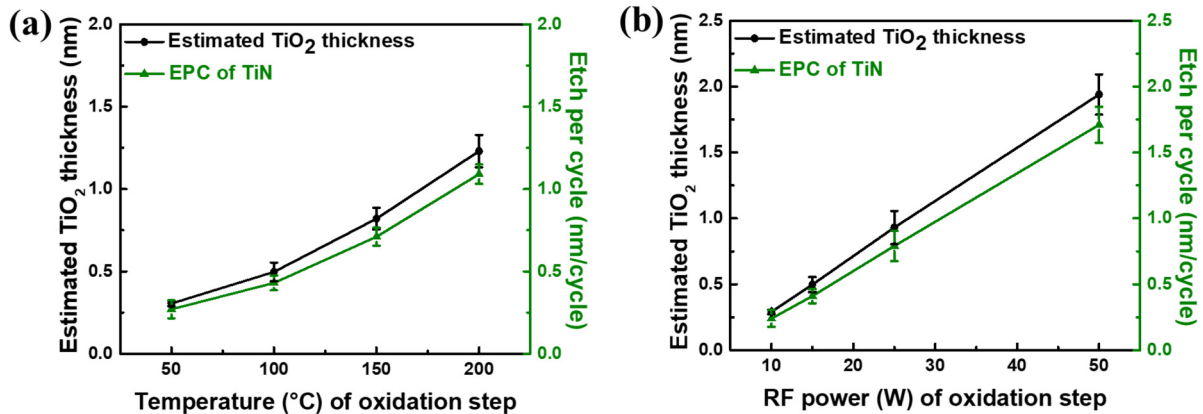 (a)
Estimated TiO2 thickness (nm)
2.0
1.5
1.0
0.5
0.0
Estimated TiO2 thickness
EPC of TiN
2.0
1.5
1.0
0.5
0.0
Etch per cycle (nm/cycle)
50 100 150 200
Temperature (°C) of oxidation step
(b)
Estimated TiO2 thickness (nm)
2.5
2.0
1.5
1.0
0.5
0.0
Estimated TiO2 thickness
EPC of TiN
2.5
2.0
1.5
1.0
0.5
0.0
Etch per cycle (nm/cycle)
10 20 30 40 50
RF power (W) of oxidation step